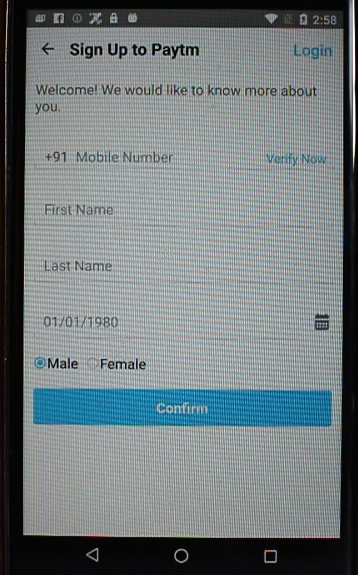 2:58
Sign Up to Paytm Login
Welcome! We would like to know more about
you.
+91 Mobile Number Verify Now
First Name
Last Name
01/01/1980
Male Female
Confirm